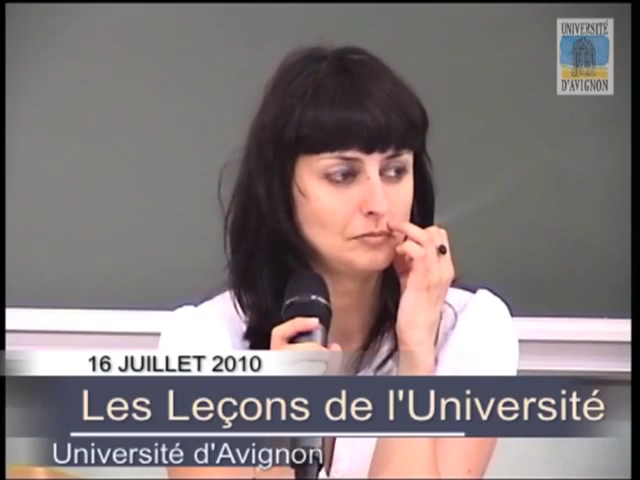 UNIVERSITÉ
D'AVIGNON
16 JUILLET 2010
Les Leçons de l'Université
Université d'Avignon